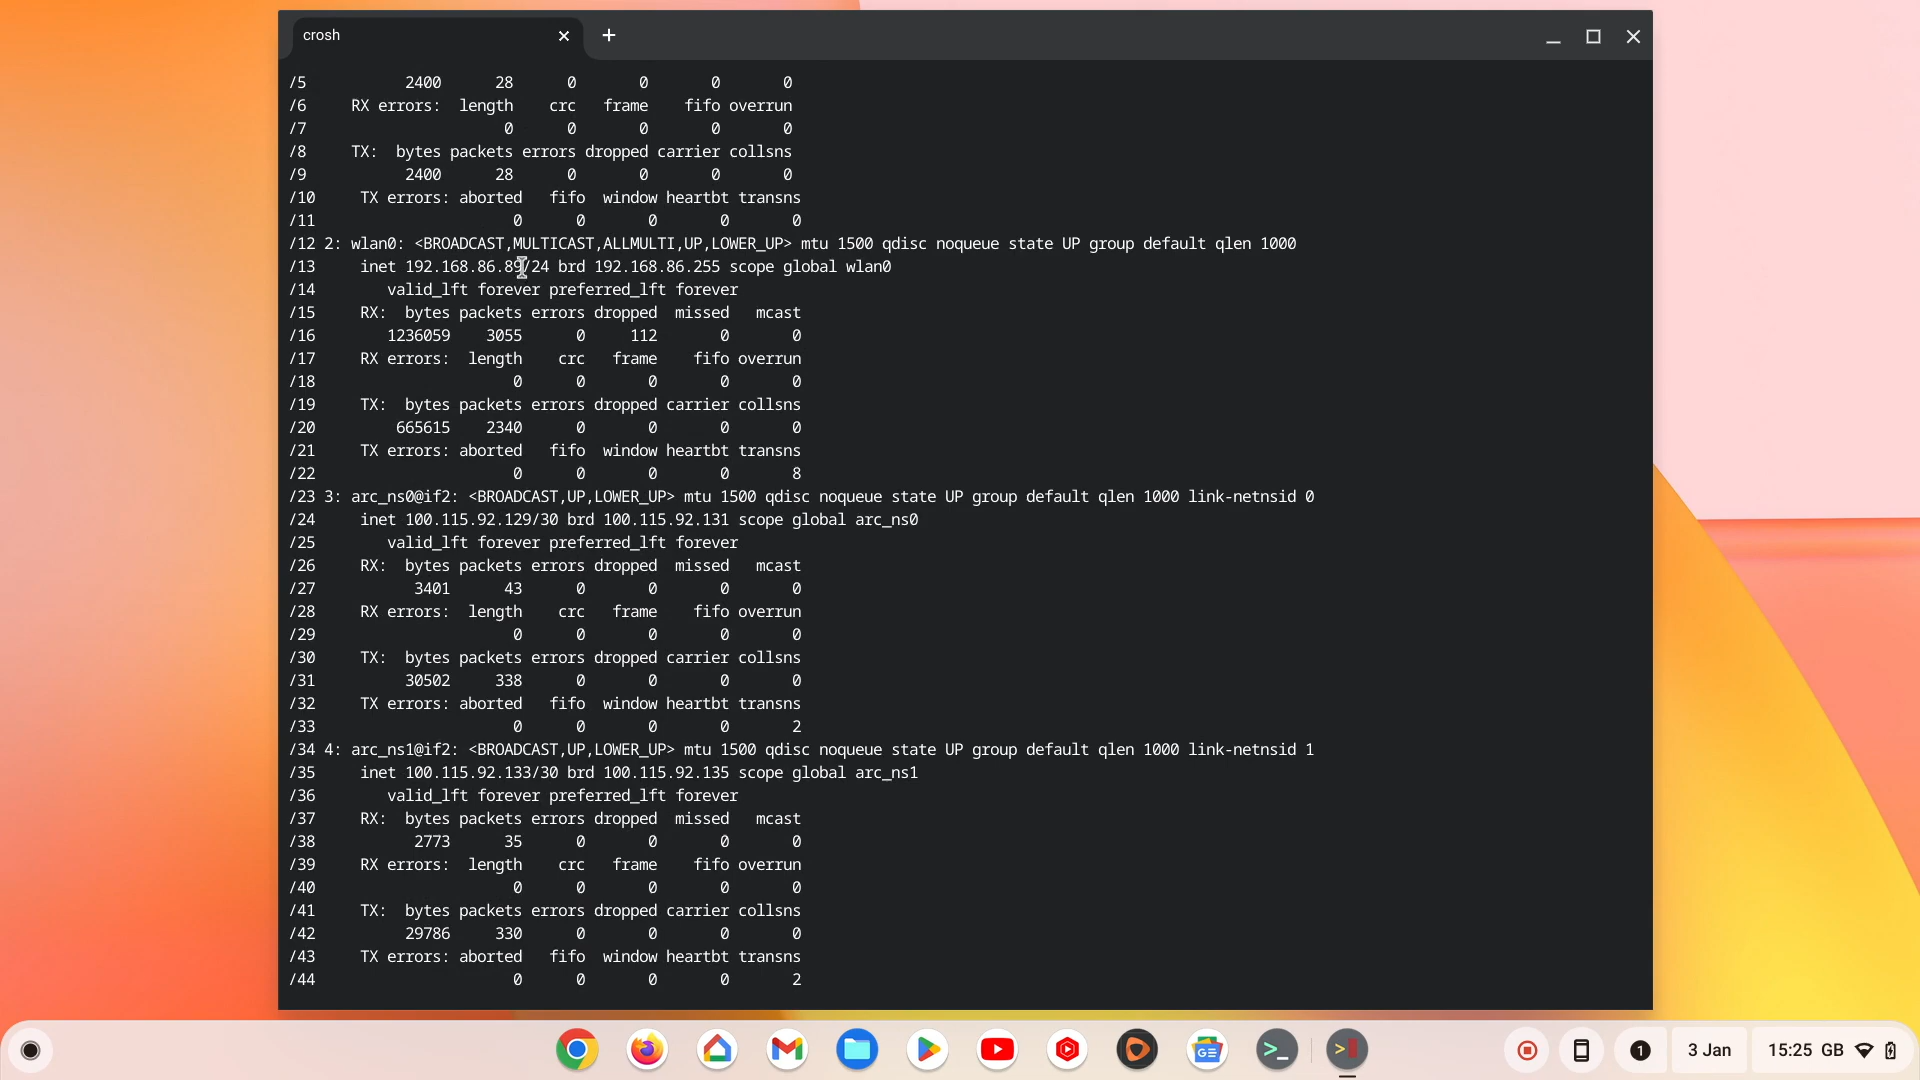 crosh
/5 2400 28 0 0 0 0
/6 RX errors: length crc frame fifo overrun
/7 0 0 0 0 0
/8 TX: bytes packets errors dropped carrier collsns
/9 2400 28 0 0 0 0
/10 TX errors: aborted fifo window heartbt transns
/11 0 0 0 0 0
/12 2: wlan0: <BROADCAST,MULTICAST,ALLMULTI,UP,LOWER_UP> mtu 1500 qdisc noqueue state UP group default qlen 1000
/13 inet 192.168.86.89/24 brd 192.168.86.255 scope global wlan0
/14 valid_lft forever preferred_lft forever
/15 RX: bytes packets errors dropped missed mcast
/16 1236059 3055 0 112 0 0
/17 RX errors: length crc frame fifo overrun
/18 0 0 0 0 0
/19 TX: bytes packets errors dropped carrier collsns
/20 665615 2340 0 0 0 0
/21 TX errors: aborted fifo window heartbt transns
/22 0 0 0 0 8
/23 3: arc_ns0@if2: <BROADCAST,UP,LOWER_UP> mtu 1500 qdisc noqueue state UP group default qlen 1000 link-netnsid 0
/24 inet 100.115.92.129/30 brd 100.115.92.131 scope global arc_ns0
/25 valid_lft forever preferred_lft forever
/26 RX: bytes packets errors dropped missed mcast
/27 3401 43 0 0 0 0
/28 RX errors: length crc frame fifo overrun
/29 0 0 0 0 0
/30 TX: bytes packets errors dropped carrier collsns
/31 30502 338 0 0 0 0
/32 TX errors: aborted fifo window heartbt transns
/33 0 0 0 0 2
/34 4: arc_ns1@if2: <BROADCAST,UP,LOWER_UP> mtu 1500 qdisc noqueue state UP group default qlen 1000 link-netnsid 1
/35 inet 100.115.92.133/30 brd 100.115.92.135 scope global arc_ns1
/36 valid_lft forever preferred_lft forever
/37 RX: bytes packets errors dropped missed mcast
/38 2773 35 0 0 0 0
/39 RX errors: length crc frame fifo overrun
/40 0 0 0 0 0
/41 TX: bytes packets errors dropped carrier collsns
/42 29786 330 0 0 0 0
/43 TX errors: aborted fifo window heartbt transns
/44 0 0 0 0 2
GE
1 3 Jan 15:25 GB